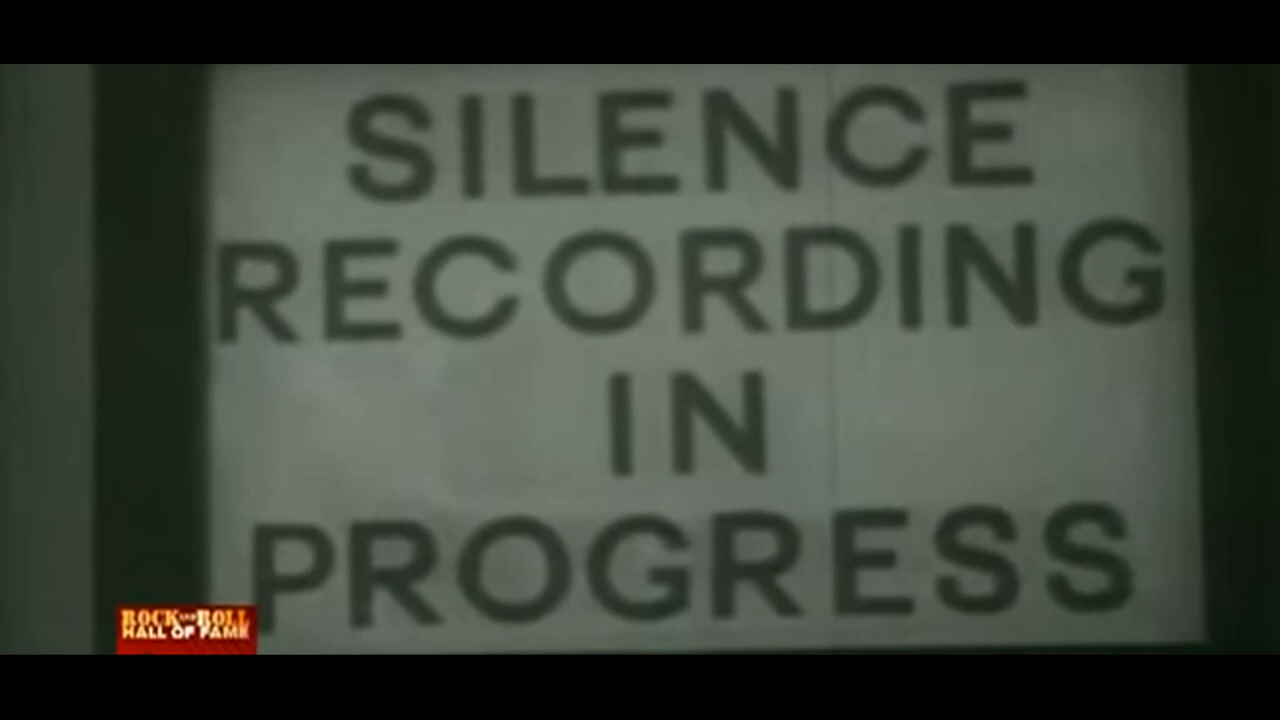 SILENCE
RECORDING
IN
PROGRESS
ROCK AND ROLL
HALL OF FAME